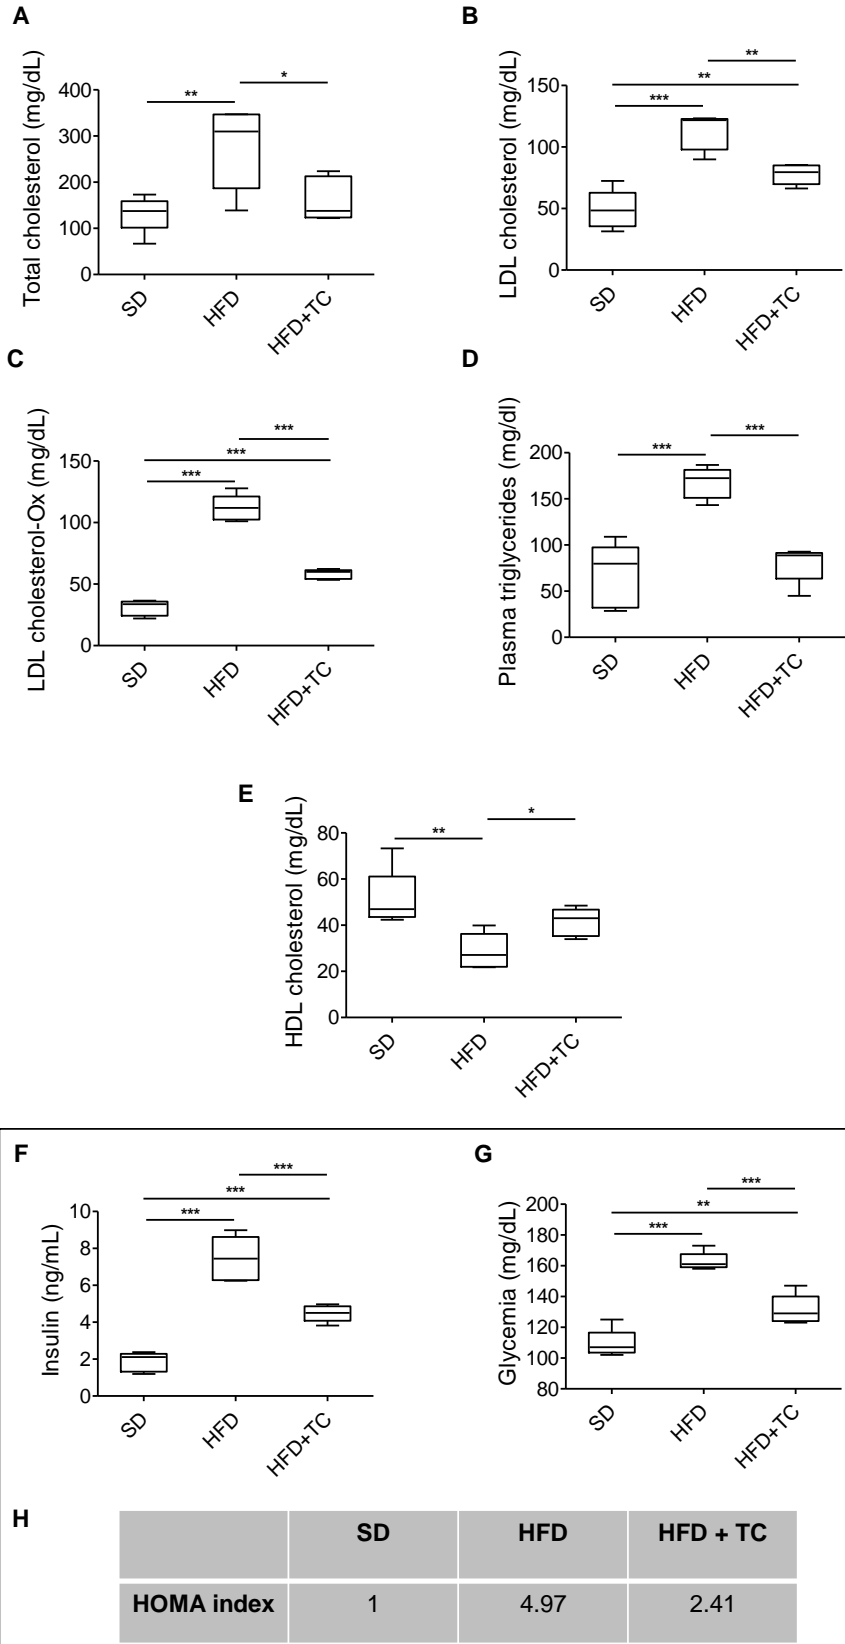 A
Total cholesterol (mg/dL)
400
300
200
100
0
**
*
SD
HFD
HFD+TC
B
LDL cholesterol (mg/dL)
150
100
50
0
**
**
***
SD
HFD
HFD+TC
C
LDL cholesterol-Ox (mg/dL)
150
100
50
0
***
***
***
SD
HFD
HFD+TC
D
Plasma triglycerides (mg/dl)
200
150
100
50
0
***
***
SD
HFD
HFD+TC
E
HDL cholesterol (mg/dL)
80
60
40
20
0
**
*
SD
HFD
HFD+TC
F
Insulin (ng/mL)
10
8
6
4
2
0
***
***
***
SD
HFD
HFD+TC
G
Glycemia (mg/dL)
200
180
160
140
120
100
80
***
**
***
SD
HFD
HFD+TC
H
SD HFD HFD + TC
HOMA index 1 4.97 2.41